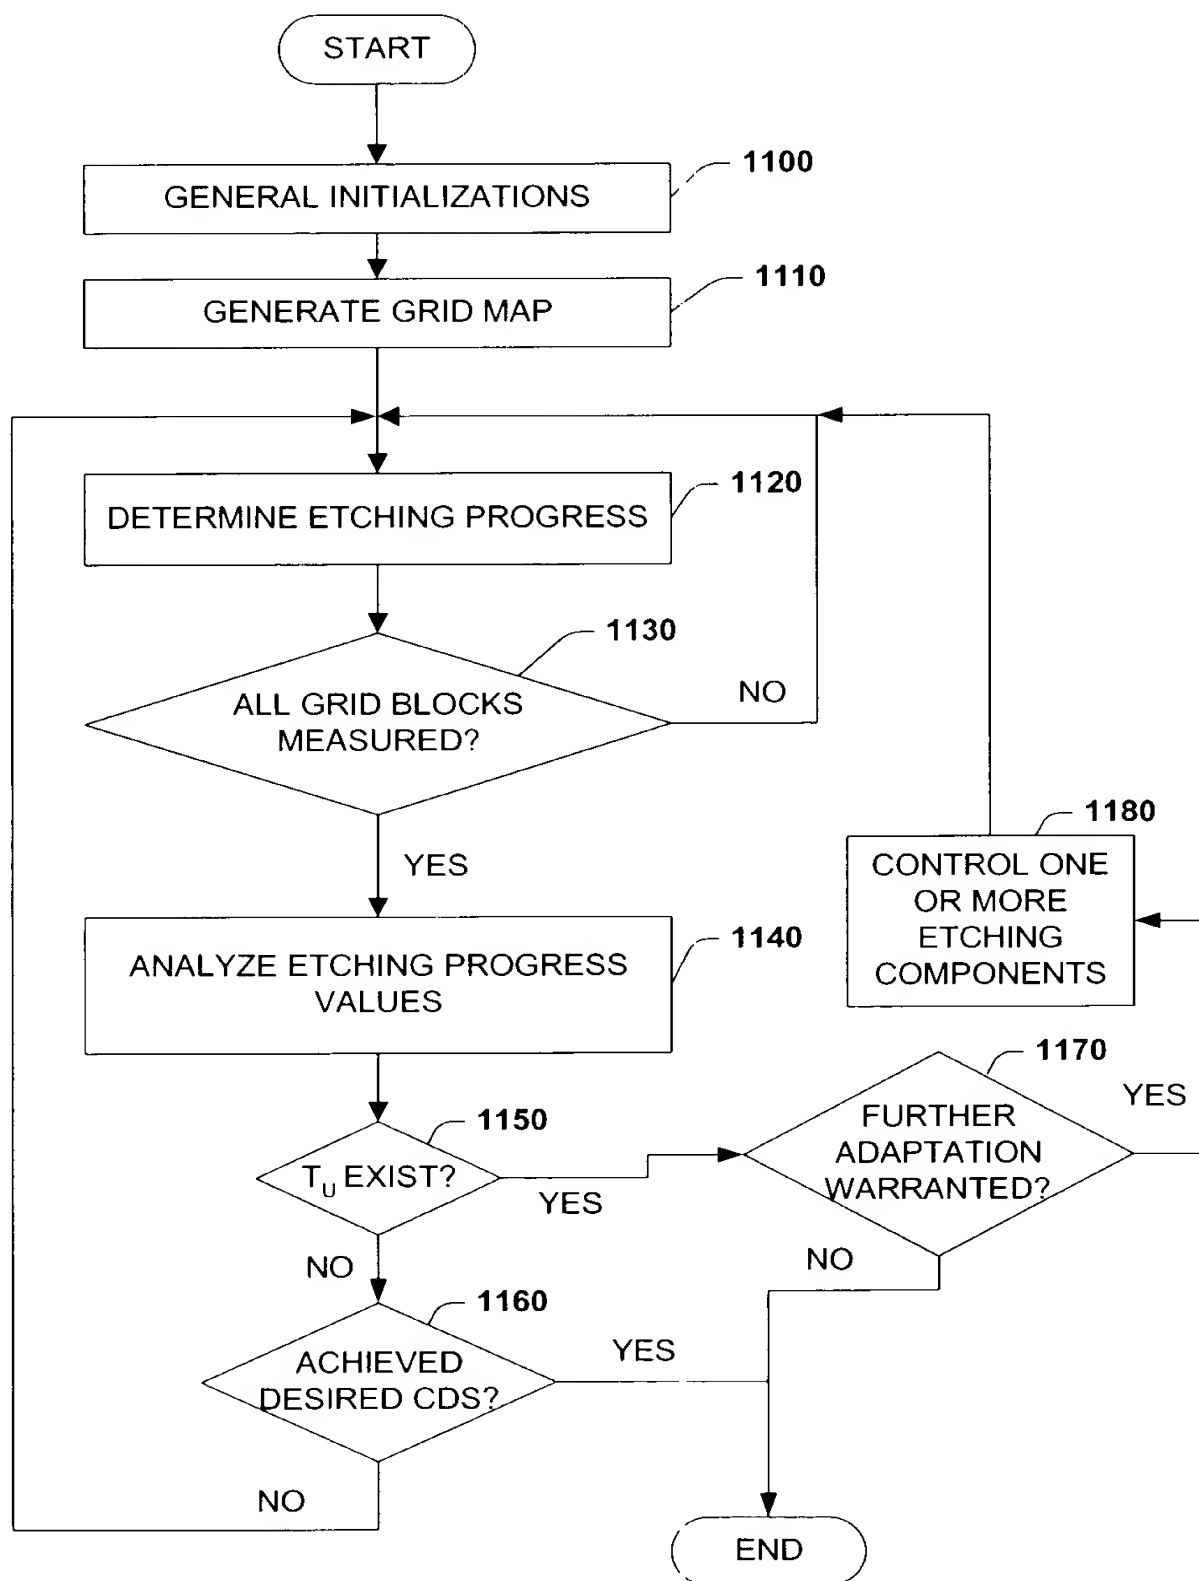 START
1100
GENERAL INITIALIZATIONS
1110
GENERATE GRID MAP
1120
DETERMINE ETCHING PROGRESS
1130
ALL GRID BLOCKS
MEASURED?
NO
YES
1180
CONTROL ONE
OR MORE
ETCHING
COMPONENTS
1140
ANALYZE ETCHING PROGRESS
VALUES
1170
YES
FURTHER
ADAPTATION
WARRANTED?
1150
TU EXIST?
YES
NO
NO
1160
ACHIEVED
DESIRED CDS?
YES
NO
END